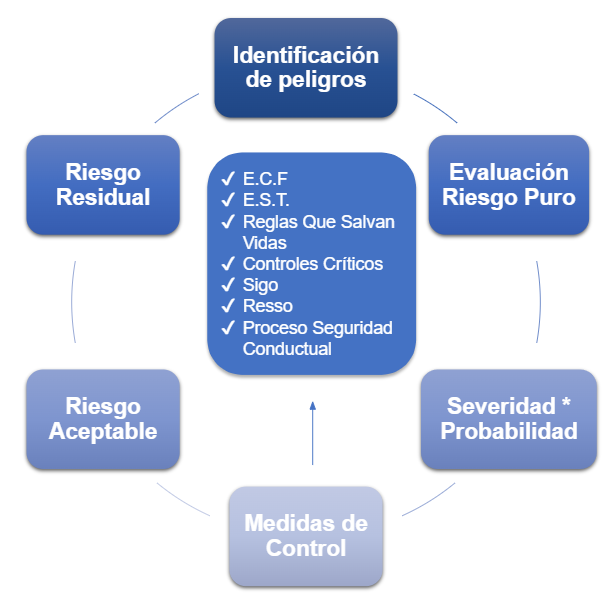 Identificación
de peligros
Riesgo
Residual
Evaluación
Riesgo Puro
✓ E.C.F
✓ E.S.T.
✓ Reglas Que Salvan
Vidas
✓ Controles Críticos
✓ Sigo
✓ Resso
✓ Proceso Seguridad
Conductual
Riesgo
Aceptable
Severidad *
Probabilidad
Medidas de
Control